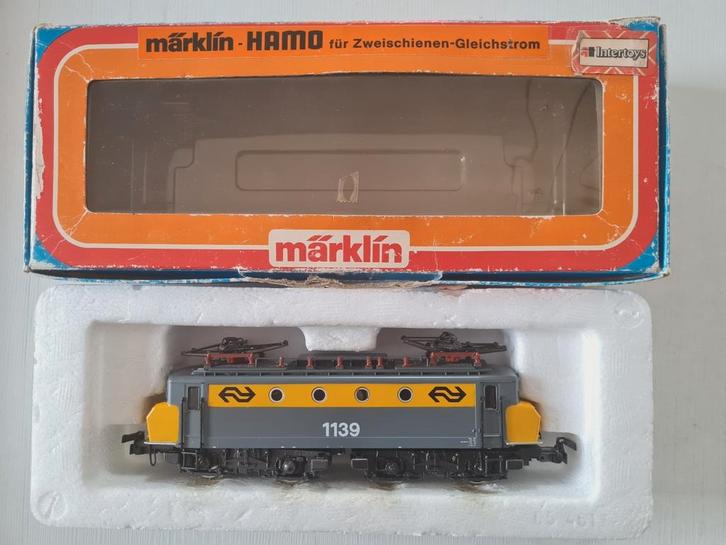 märklin - HAMO für Zweischienen-Gleichstrom
Intertoys
märklin
1139